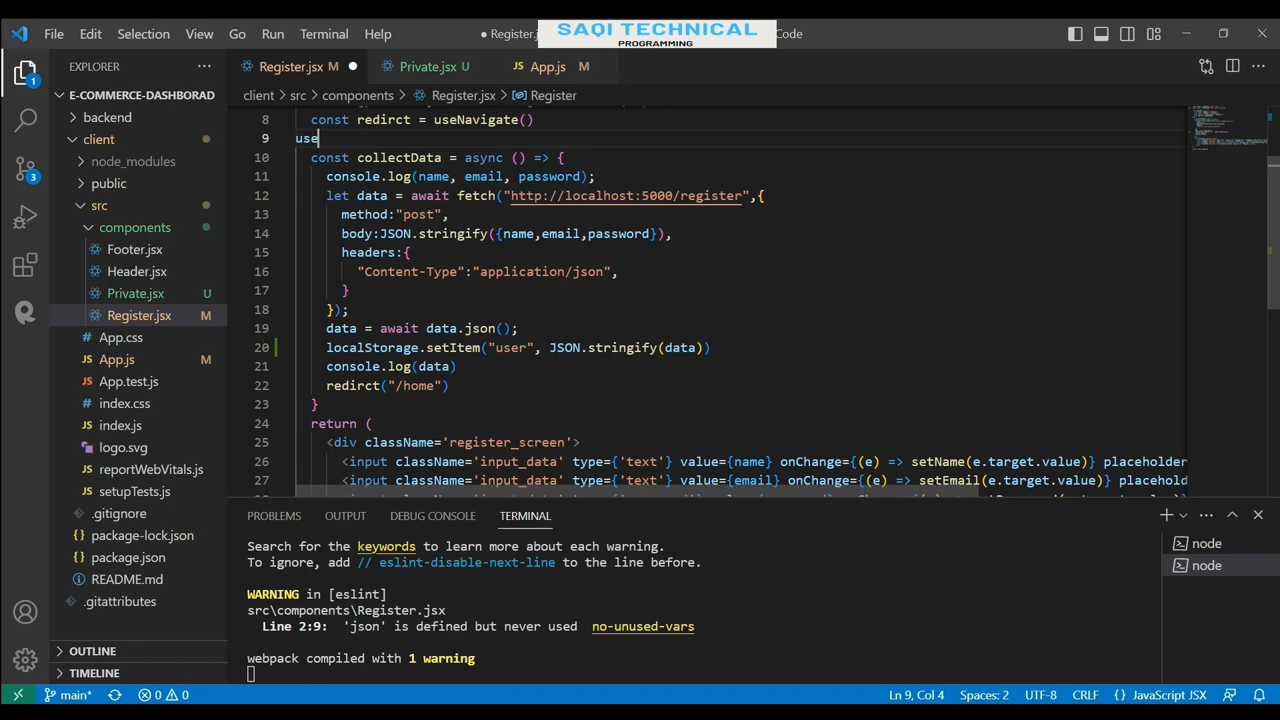 File Edit Selection View Go Run Terminal Help
● Register.j
SAQI TECHNICAL
PROGRAMMING
Code
EXPLORER
Register.jsx M
Private.jsx U
App.js M
E-COMMERCE-DASHBORAD
client > src > components > Register.jsx > Register
backend
client
node_modules
public
src
components
Footer.jsx
Header.jsx
Private.jsx U
Register.jsx M
App.css
App.js M
App.test.js
index.css
index.js
logo.svg
reportWebVitals.js
setupTests.js
.gitignore
package-lock.json
package.json
README.md
.gitattributes
OUTLINE
TIMELINE
1
3
8 const redirct = useNavigate()
9 use
10 const collectData = async () => {
11 console.log(name, email, password);
12 let data = await fetch("http://localhost:5000/register",{
13 method:"post",
14 body:JSON.stringify({name,email,password}),
15 headers:{
16 "Content-Type":"application/json",
17 }
18 });
19 data = await data.json();
20 localStorage.setItem("user", JSON.stringify(data))
21 console.log(data)
22 redirct("/home")
23 }
24 return (
25 <div className='register_screen'>
26 <input className='input_data' type={'text'} value={name} onChange={(e) => setName(e.target.value)} placeholder
27 <input className='input_data' type={'text'} value={email} onChange={(e) => setEmail(e.target.value)} placeholde
PROBLEMS OUTPUT DEBUG CONSOLE TERMINAL
Search for the keywords to learn more about each warning.
To ignore, add // eslint-disable-next-line to the line before.
WARNING in [eslint]
src\components\Register.jsx
Line 2:9: 'json' is defined but never used no-unused-vars
webpack compiled with 1 warning
node
node
main* 0 0 Ln 9, Col 4 Spaces: 2 UTF-8 CRLF {} JavaScript JSX